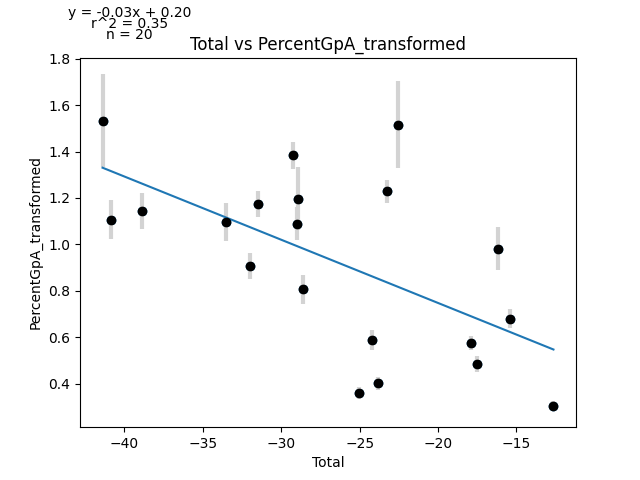 y = -0.03x + 0.20
r^2 = 0.35
n = 20
Total vs PercentGpA_transformed
1.8
1.6
1.4
1.2
1.0
0.8
0.6
0.4
PercentGpA_transformed
−40
−35
−30
−25
−20
−15
Total